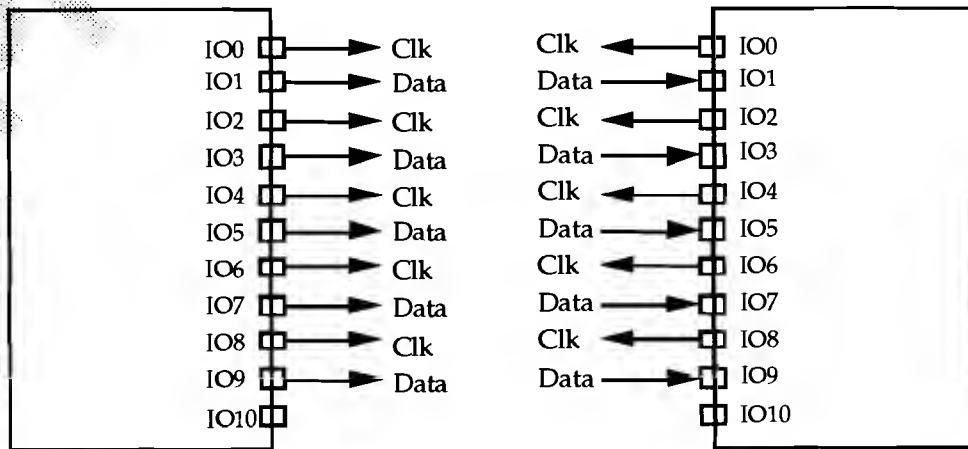 IO0 Clk
IO1 Data
IO2 Clk
IO3 Data
IO4 Clk
IO5 Data
IO6 Clk
IO7 Data
IO8 Clk
IO9 Data
IO10
Clk IO0
Data IO1
Clk IO2
Data IO3
Clk IO4
Data IO5
Clk IO6
Data IO7
Clk IO8
Data IO9
IO10